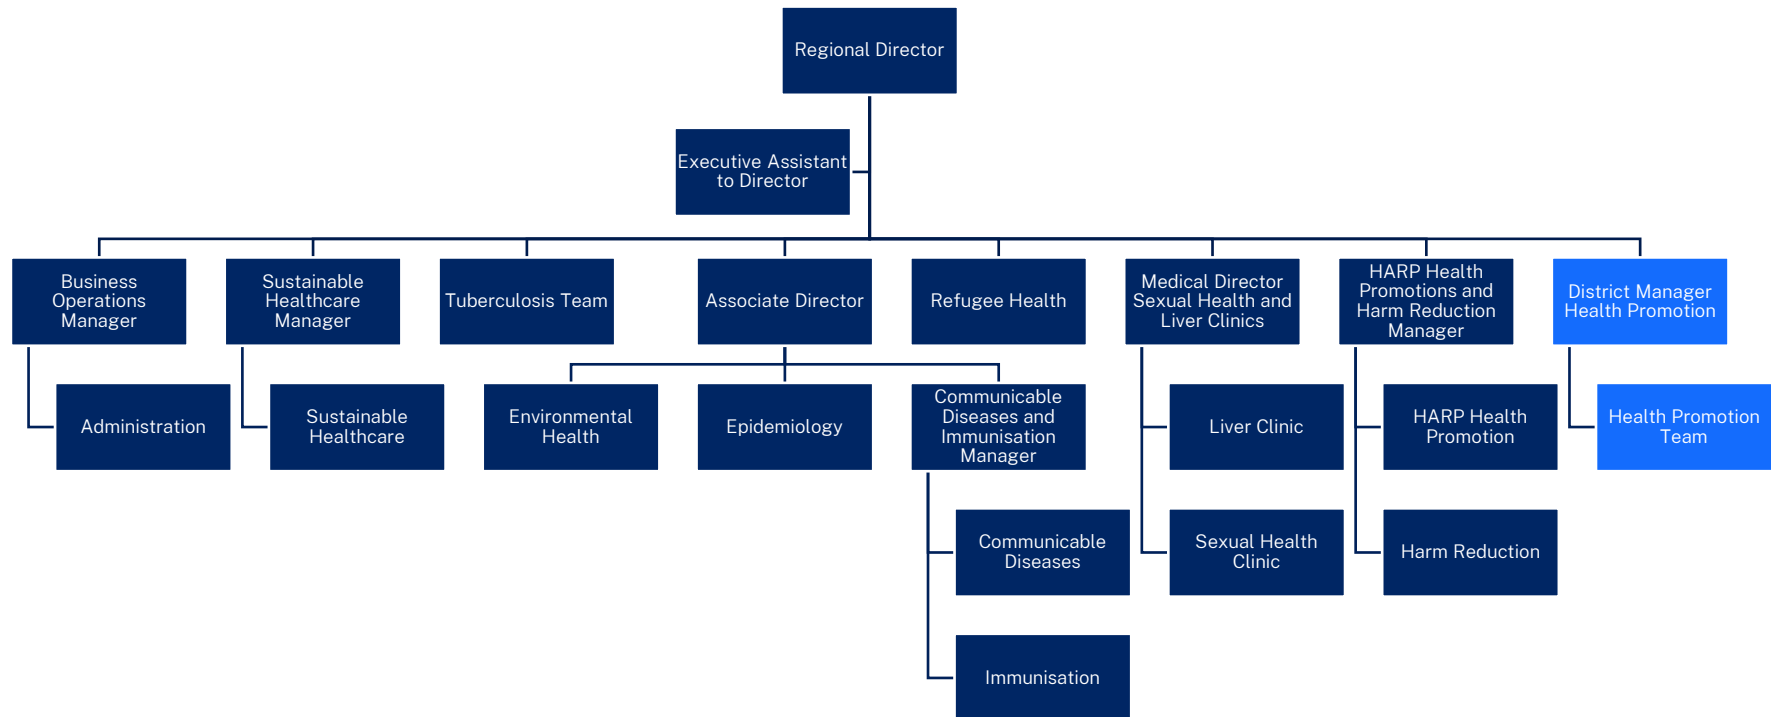 Regional Director
Executive Assistant
to Director
Business
Operations
Manager
Sustainable
Healthcare
Manager
Tuberculosis Team
Associate Director
Refugee Health
Medical Director
Sexual Health and
Liver Clinics
HARP Health
Promotions and
Harm Reduction
Manager
District Manager
Health Promotion
Administration
Sustainable
Healthcare
Environmental
Health
Epidemiology
Communicable
Diseases and
Immunisation
Manager
Liver Clinic
HARP Health
Promotion
Health Promotion
Team
Communicable
Diseases
Sexual Health
Clinic
Harm Reduction
Immunisation